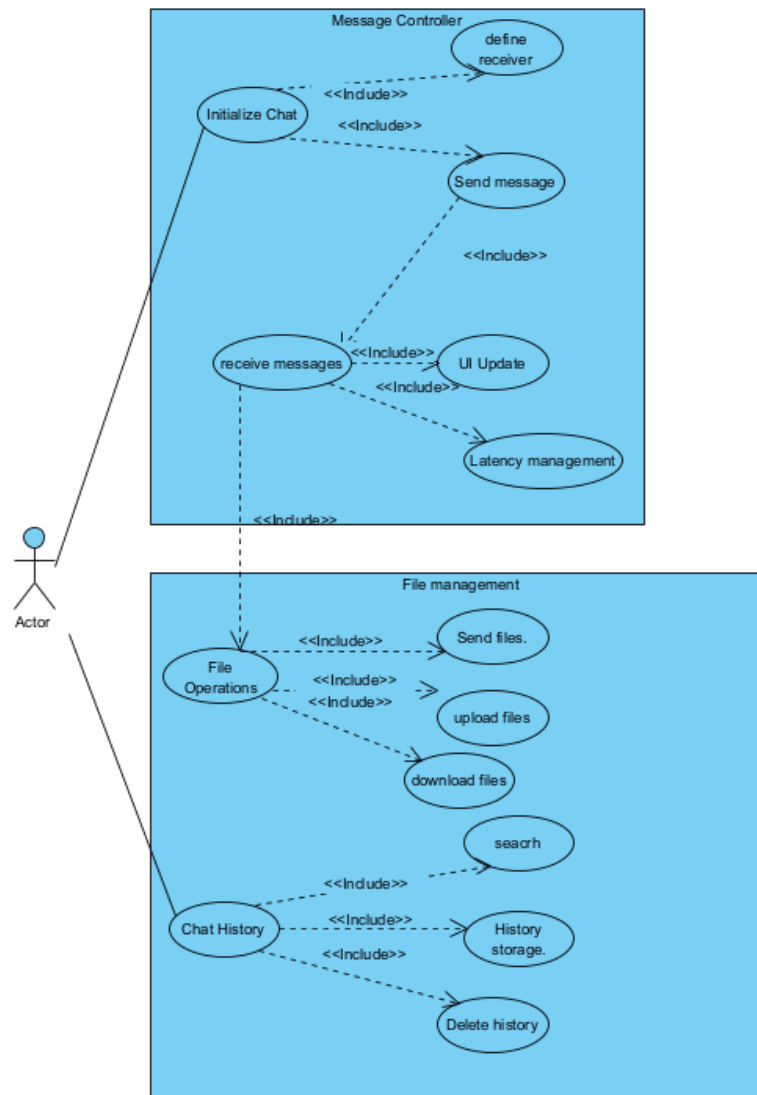 Message Controller
define
receiver
<<Include>>
Initialize Chat
<<Include>>
Send message
<<Include>>
receive messages
<<Include>>
UI Update
<<Include>>
Latency management
<<Include>>
Actor
File management
Send files.
<<Include>>
File
Operations
<<Include>>
<<Include>>
upload files
download files
seacrh
<<Include>>
Chat History
<<Include>>
History
storage.
<<Include>>
Delete history